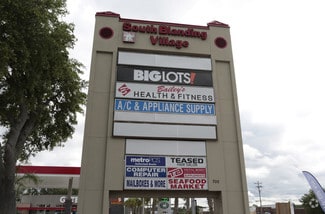 South Blanding
Village
BIG LOTS!
Bailey's
HEALTH & FITNESS
A/C & APPLIANCE SUPPLY
metroPCS
TEASED
COMPUTER
REPAIR
MAILBOXES & MORE
SEAFOOD
MARKET